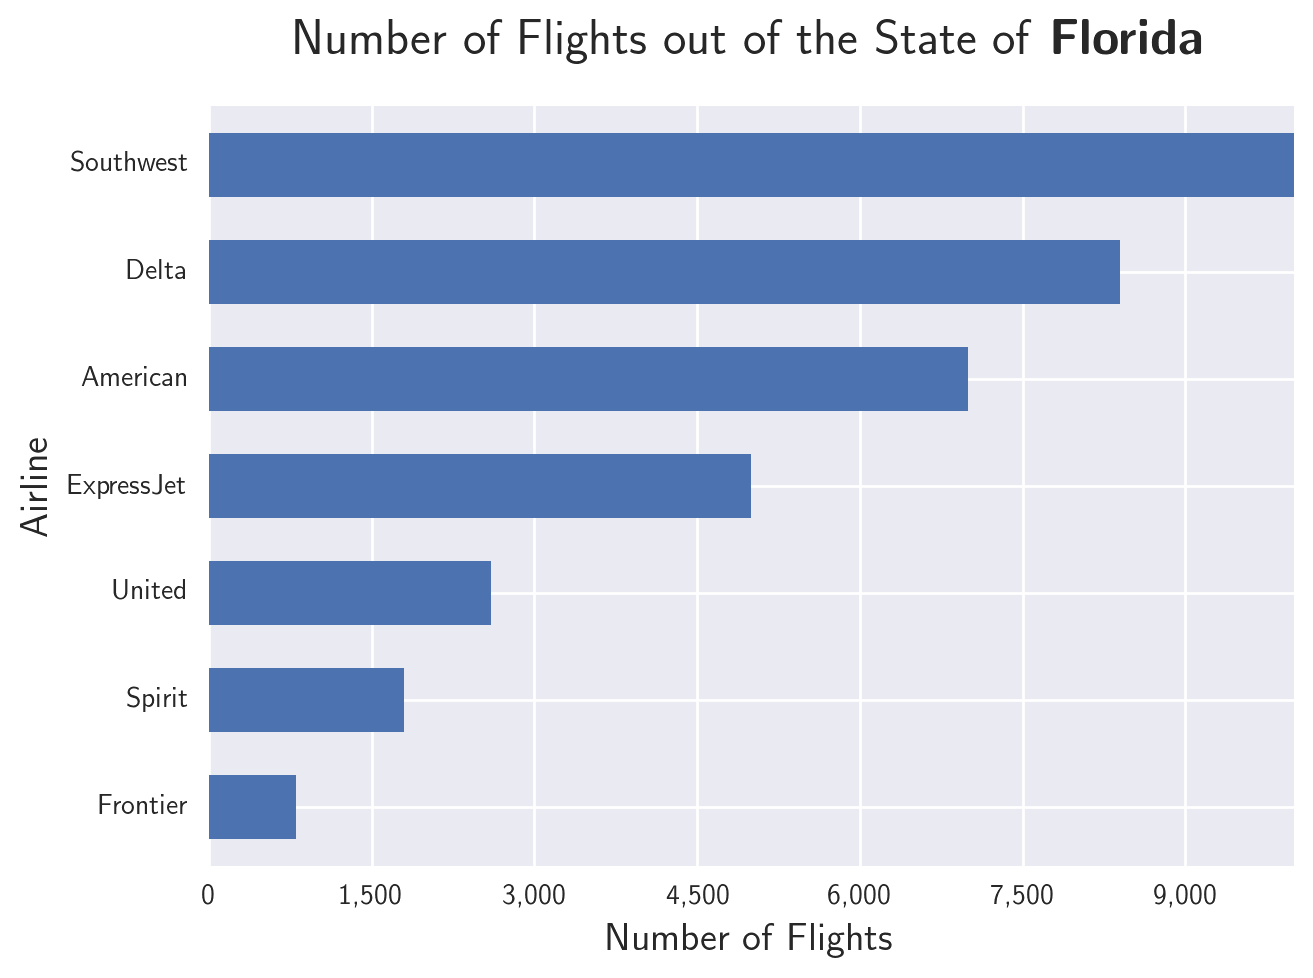 Number of Flights out of the State of Florida
Southwest
Delta
American
ExpressJet
United
Spirit
Frontier
Airline
0 1,500 3,000 4,500 6,000 7,500 9,000
Number of Flights